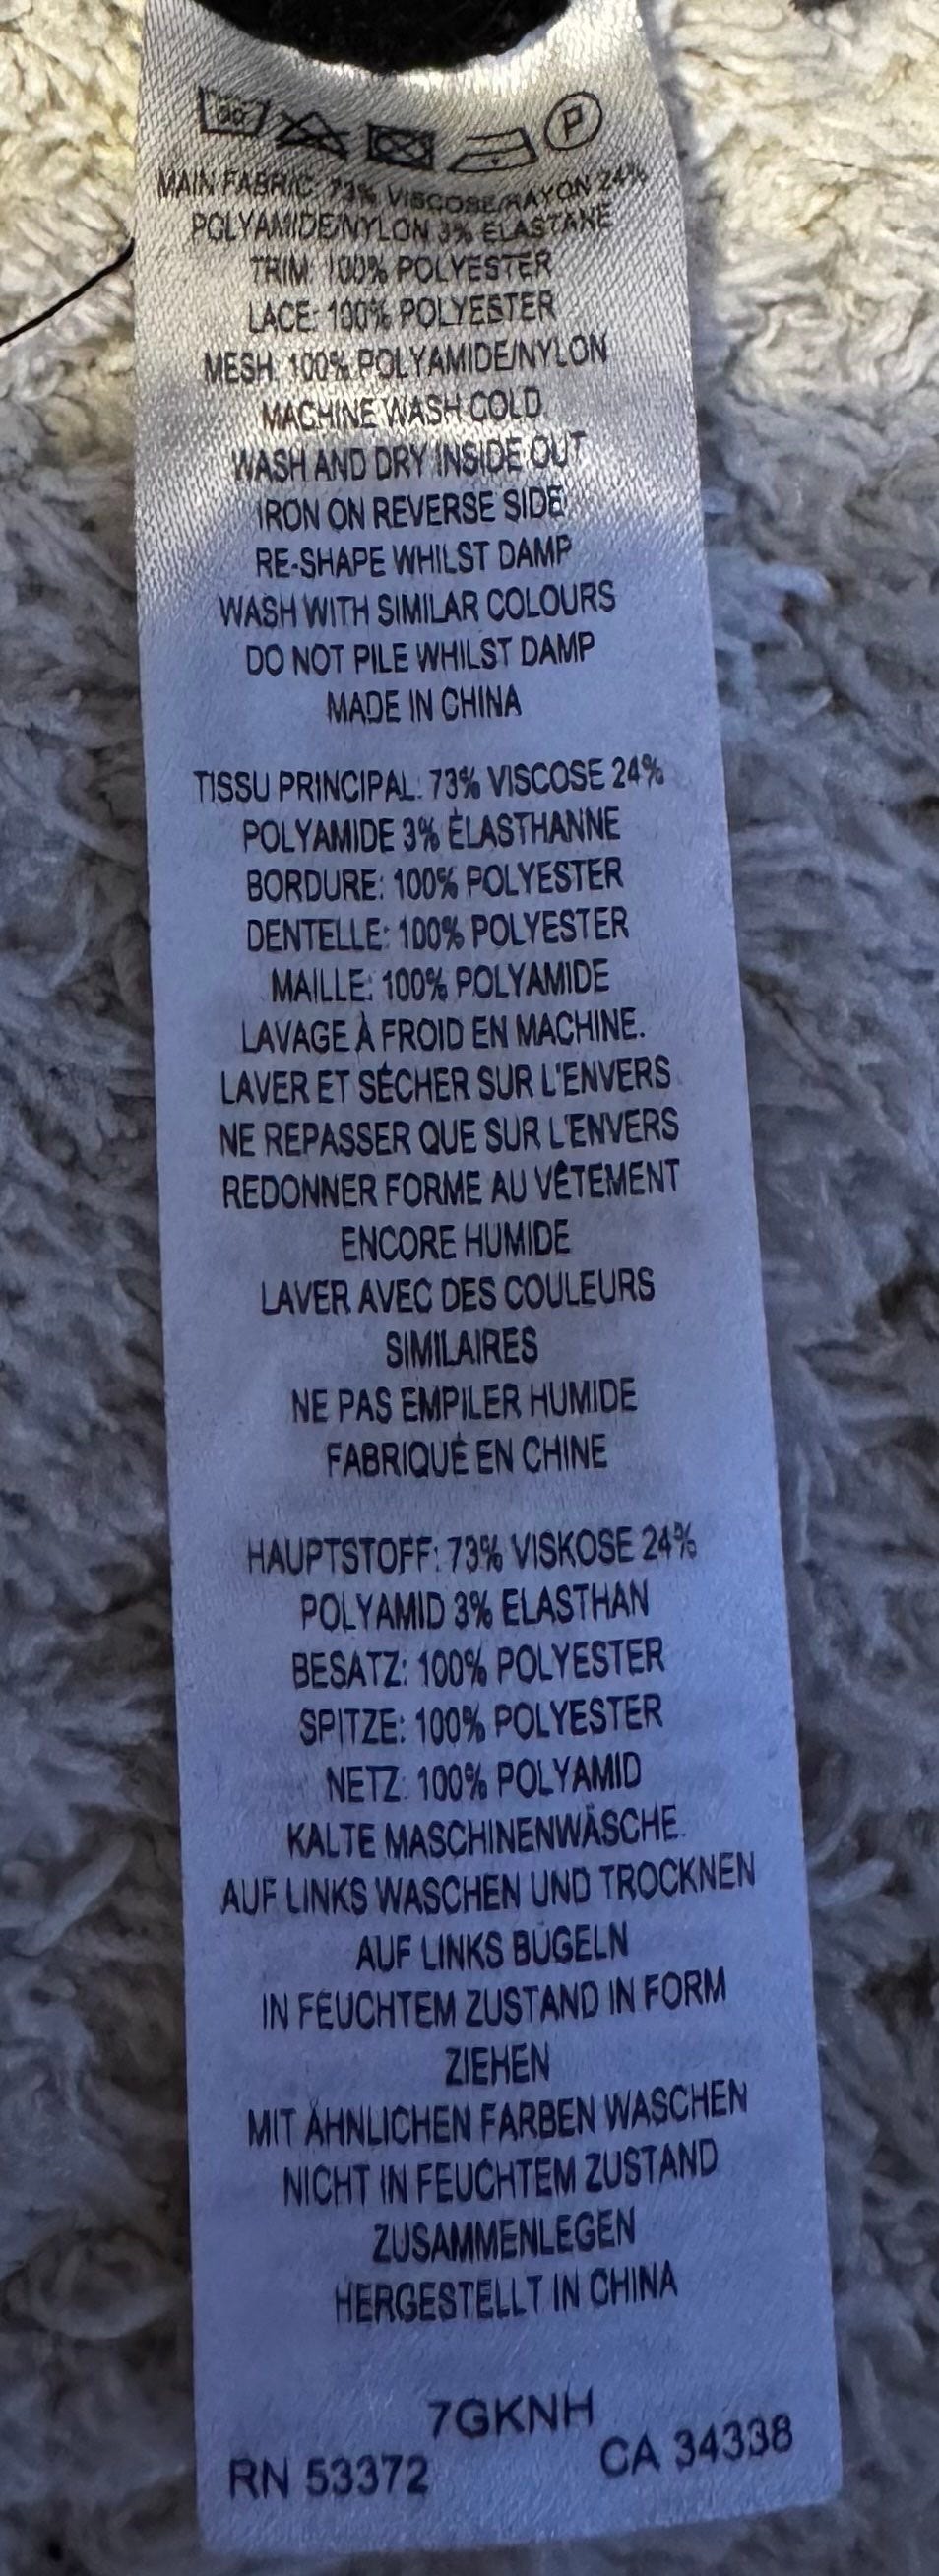 30
P
MAIN FABRIC: 73% VISCOSE/RAYON 24%
POLYAMIDE/NYLON 3% ELASTANE
TRIM: 100% POLYESTER
LACE: 100% POLYESTER
MESH: 100% POLYAMIDE/NYLON
MACHINE WASH COLD.
WASH AND DRY INSIDE OUT
IRON ON REVERSE SIDE
RE-SHAPE WHILST DAMP
WASH WITH SIMILAR COLOURS
DO NOT PILE WHILST DAMP
MADE IN CHINA
TISSU PRINCIPAL: 73% VISCOSE 24%
POLYAMIDE 3% ÉLASTHANNE
BORDURE: 100% POLYESTER
DENTELLE: 100% POLYESTER
MAILLE: 100% POLYAMIDE
LAVAGE À FROID EN MACHINE.
LAVER ET SÉCHER SUR L'ENVERS
NE REPASSER QUE SUR L'ENVERS
REDONNER FORME AU VÊTEMENT
ENCORE HUMIDE
LAVER AVEC DES COULEURS
SIMILAIRES
NE PAS EMPILER HUMIDE
FABRIQUÉ EN CHINE
HAUPTSTOFF: 73% VISKOSE 24%
POLYAMID 3% ELASTHAN
BESATZ: 100% POLYESTER
SPITZE: 100% POLYESTER
NETZ: 100% POLYAMID
KALTE MASCHINENWÄSCHE.
AUF LINKS WASCHEN UND TROCKNEN
AUF LINKS BÜGELN
IN FEUCHTEM ZUSTAND IN FORM
ZIEHEN
MIT ÄHNLICHEN FARBEN WASCHEN
NICHT IN FEUCHTEM ZUSTAND
ZUSAMMENLEGEN
HERGESTELLT IN CHINA
7GKNH
RN 53372 CA 34338